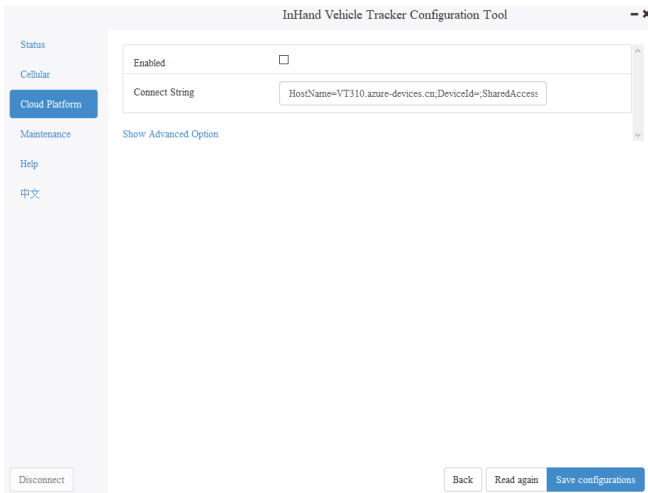 InHand Vehicle Tracker Configuration Tool
Status
Cellular
Cloud Platform
Maintenance
Help
中文
Enabled
Connect String
HostName=VT310.azure-devices.cn;DeviceId=;SharedAccess
Show Advanced Option
Disconnect
Back
Read again
Save configurations